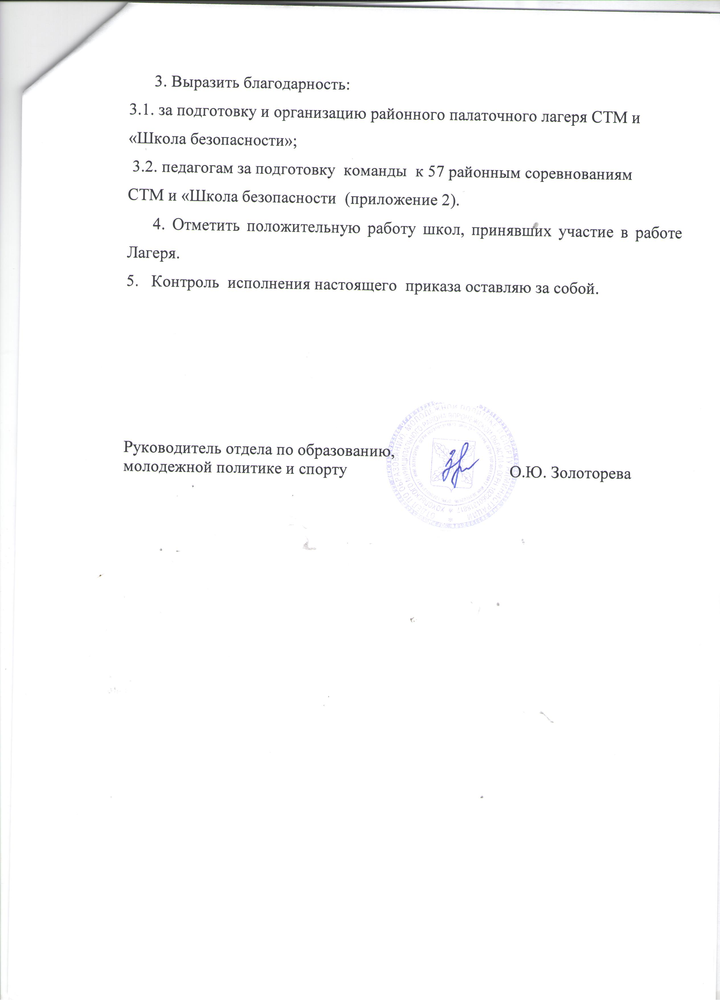 3. Выразить благодарность:
3.1. за подготовку и организацию районного палаточного лагеря СТМ и
«Школа безопасности»;
3.2. педагогам за подготовку команды к 57 районным соревнованиям
СТМ и «Школа безопасности (приложение 2).
4. Отметить положительную работу школ, принявших участие в работе
Лагеря.
5. Контроль исполнения настоящего приказа оставляю за собой.
Руководитель отдела по образованию,
молодежной политике и спорту О.Ю. Золоторева
ОТДЕЛ ПО ОБРАЗОВАНИЮ, МОЛОДЕЖНОЙ ПОЛИТИКЕ И СПОРТУ АДМИНИСТРАЦИИ
ХОХОЛЬСКОГО МУНИЦИПАЛЬНОГО РАЙОНА ВОРОНЕЖСКОЙ ОБЛАСТИ * ОГРН 1023601218817 *